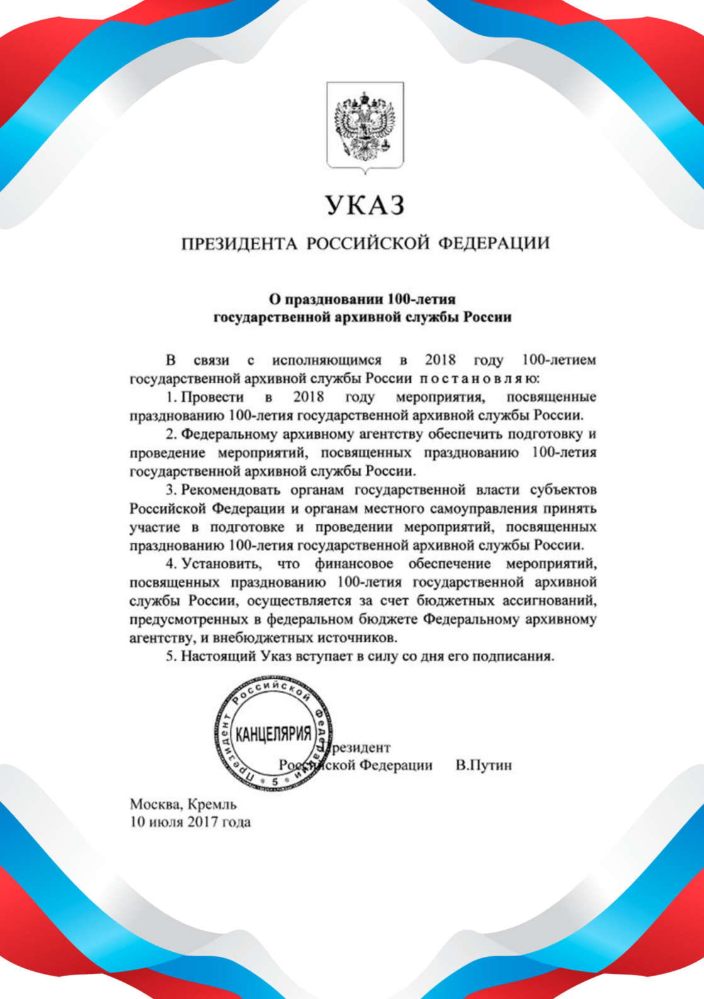 УКАЗ
ПРЕЗИДЕНТА РОССИЙСКОЙ ФЕДЕРАЦИИ
О праздновании 100-летия
государственной архивной службы России
В связи с исполняющимся в 2018 году 100-летием
государственной архивной службы России п о с т а н о в л я ю:
1. Провести в 2018 году мероприятия, посвященные
празднованию 100-летия государственной архивной службы России.
2. Федеральному архивному агентству обеспечить подготовку и
проведение мероприятий, посвященных празднованию 100-летия
государственной архивной службы России.
3. Рекомендовать органам государственной власти субъектов
Российской Федерации и органам местного самоуправления принять
участие в подготовке и проведении мероприятий, посвященных
празднованию 100-летия государственной архивной службы России.
4. Установить, что финансовое обеспечение мероприятий,
посвященных празднованию 100-летия государственной архивной
службы России, осуществляется за счет бюджетных ассигнований,
предусмотренных в федеральном бюджете Федеральному архивному
агентству, и внебюджетных источников.
5. Настоящий Указ вступает в силу со дня его подписания.
Президент Российской Федерации
КАНЦЕЛЯРИЯ
* 5 *
Президент
Российской Федерации В.Путин
Москва, Кремль
10 июля 2017 года